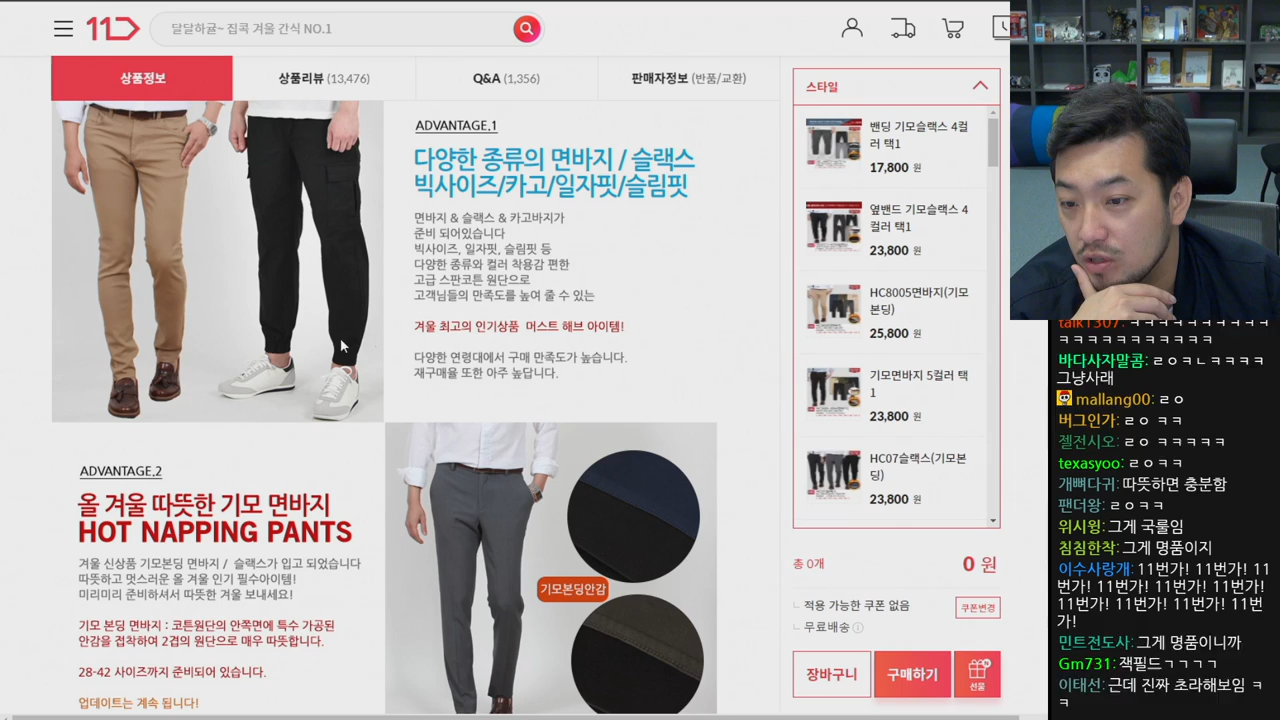 11
달달하귤~ 집콕 겨울 간식 NO.1
상품정보
상품리뷰 (13,476)
Q&A (1,356)
판매자정보 (반품/교환)
ADVANTAGE.1
다양한 종류의 면바지 / 슬랙스
빅사이즈/카고/일자핏/슬림핏
면바지 & 슬랙스 & 카고바지가
준비 되어있습니다
빅사이즈, 일자핏, 슬림핏 등
다양한 종류와 컬러 착용감 편한
고급 스판코튼 원단으로
고객님들의 만족도를 높여 줄 수 있는
겨울 최고의 인기상품 머스트 해브 아이템!
다양한 연령대에서 구매 만족도가 높습니다.
재구매율 또한 아주 높답니다.
ADVANTAGE.2
올 겨울 따뜻한 기모 면바지
HOT NAPPING PANTS
겨울 신상품 기모본딩 면바지 / 슬랙스가 입고 되었습니다
따뜻하고 멋스러운 올 겨울 인기 필수아이템!
미리미리 준비하셔서 따뜻한 겨울 보내세요!
기모 본딩 면바지 : 코튼원단의 안쪽면에 특수 가공된
안감을 접착하여 2겹의 원단으로 매우 따뜻합니다.
28-42 사이즈까지 준비되어 있습니다.
업데이트는 계속 됩니다!
기모본딩안감
스타일
밴딩 기모슬랙스 4컬
러 택1
17,800 원
옆밴드 기모슬랙스 4
컬러 택1
23,800 원
HC8005면바지(기모
본딩)
25,800 원
기모면바지 5컬러 택
1
23,800 원
HC07슬랙스(기모본
딩)
23,800 원
총 0개
0 원
적용 가능한 쿠폰 없음
쿠폰변경
무료배송
장바구니
구매하기
선물
talk1307: ㅋㅋㅋㅋㅋㅋㅋㅋㅋㅋ
ㅋㅋㅋㅋㅋㅋㅋㅋㅋㅋㅋ
바다사자말콤: ㄹㅇㅋㄴㅋㅋㅋㅋ
그냥사래
mallang00: ㄹㅇ
버그인가: ㄹㅇ ㅋㅋ
젤전시오: ㄹㅇ ㅋㅋㅋㅋㅋ
texasyoo: ㄹㅇㅋㅋ
개뼈다귀: 따뜻하면 충분함
팬더왕: ㄹㅇㅋㅋ
위시윙: 그게 국룰임
침침한착: 그게 명품이지
이수사랑개: 11번가! 11번가! 11
번가! 11번가! 11번가! 11번가!
11번가! 11번가! 11번가! 11번
가!
민트전도사: 그게 명품이니까
Gm731: 잭필드ㄱㄱㄱㄱ
이태선: 근데 진짜 초라해보임 ㅋ
ㅋ